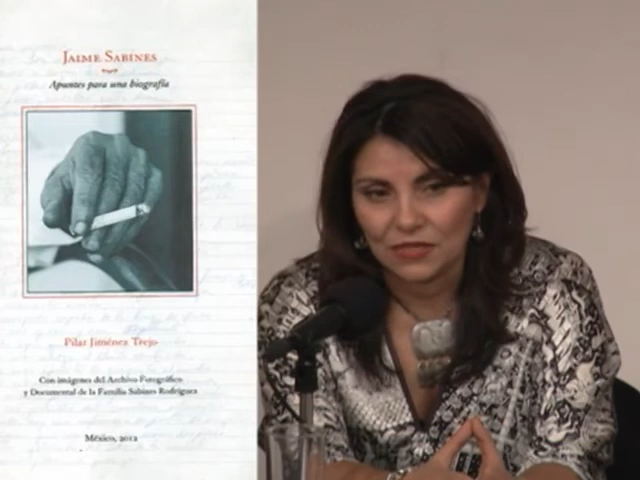 Jaime Sabines
Apuntes para una biografía
Pilar Jiménez Trejo
Con imágenes del Archivo Fotográfico
y Documental de la Familia Sabines Rodríguez
México, 2012